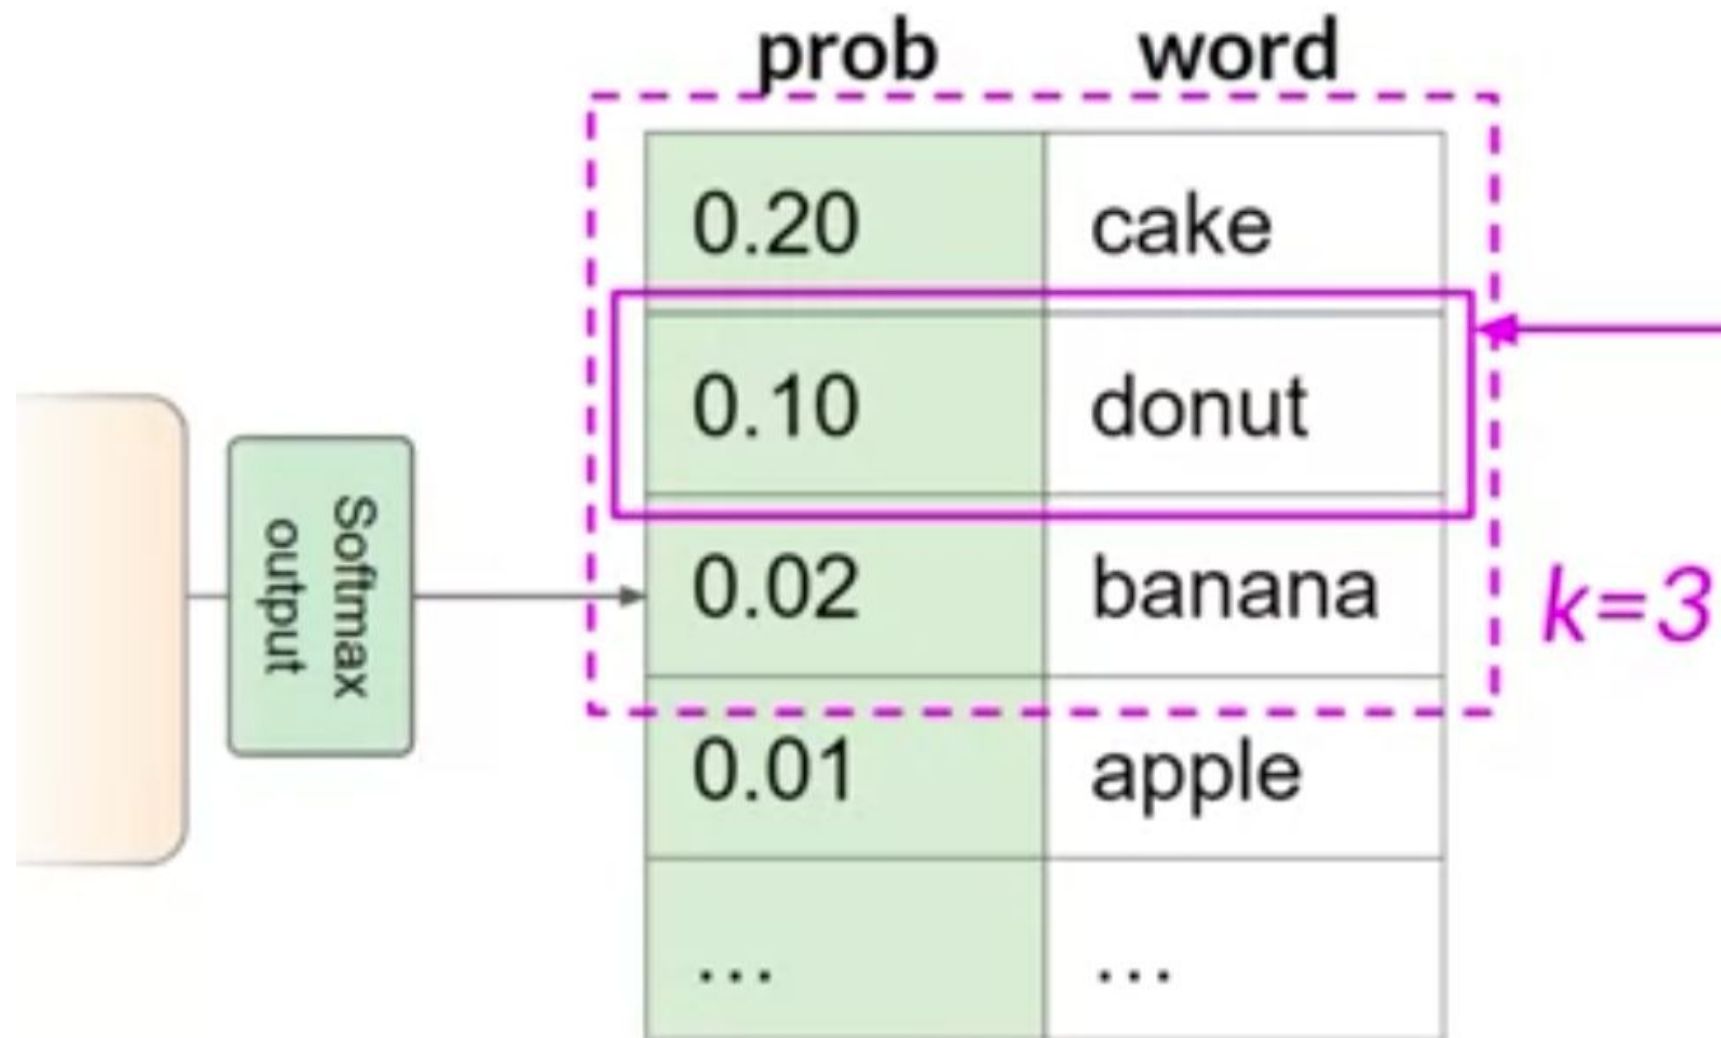 prob word
0.20 cake
0.10 donut
0.02 banana
0.01 apple
... ...
Softmax
output
k=3